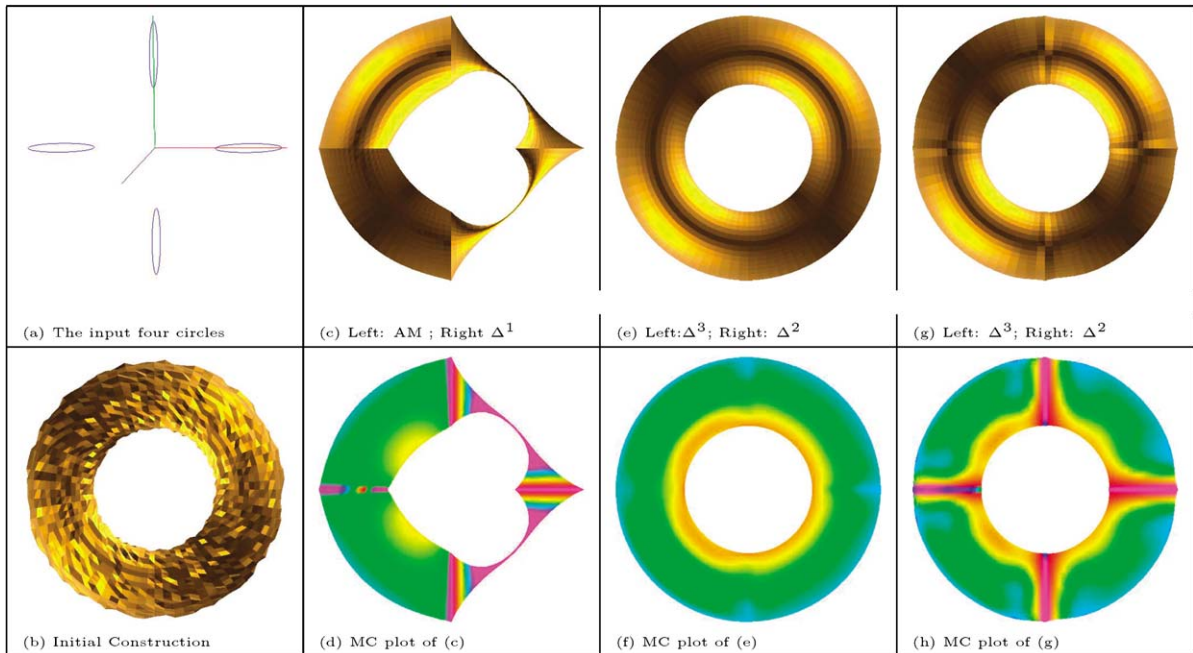 (a) The input four circles
(c) Left: AM ; Right Δ¹
(e) Left:Δ³; Right: Δ²
(g) Left: Δ³; Right: Δ²
(b) Initial Construction
(d) MC plot of (c)
(f) MC plot of (e)
(h) MC plot of (g)